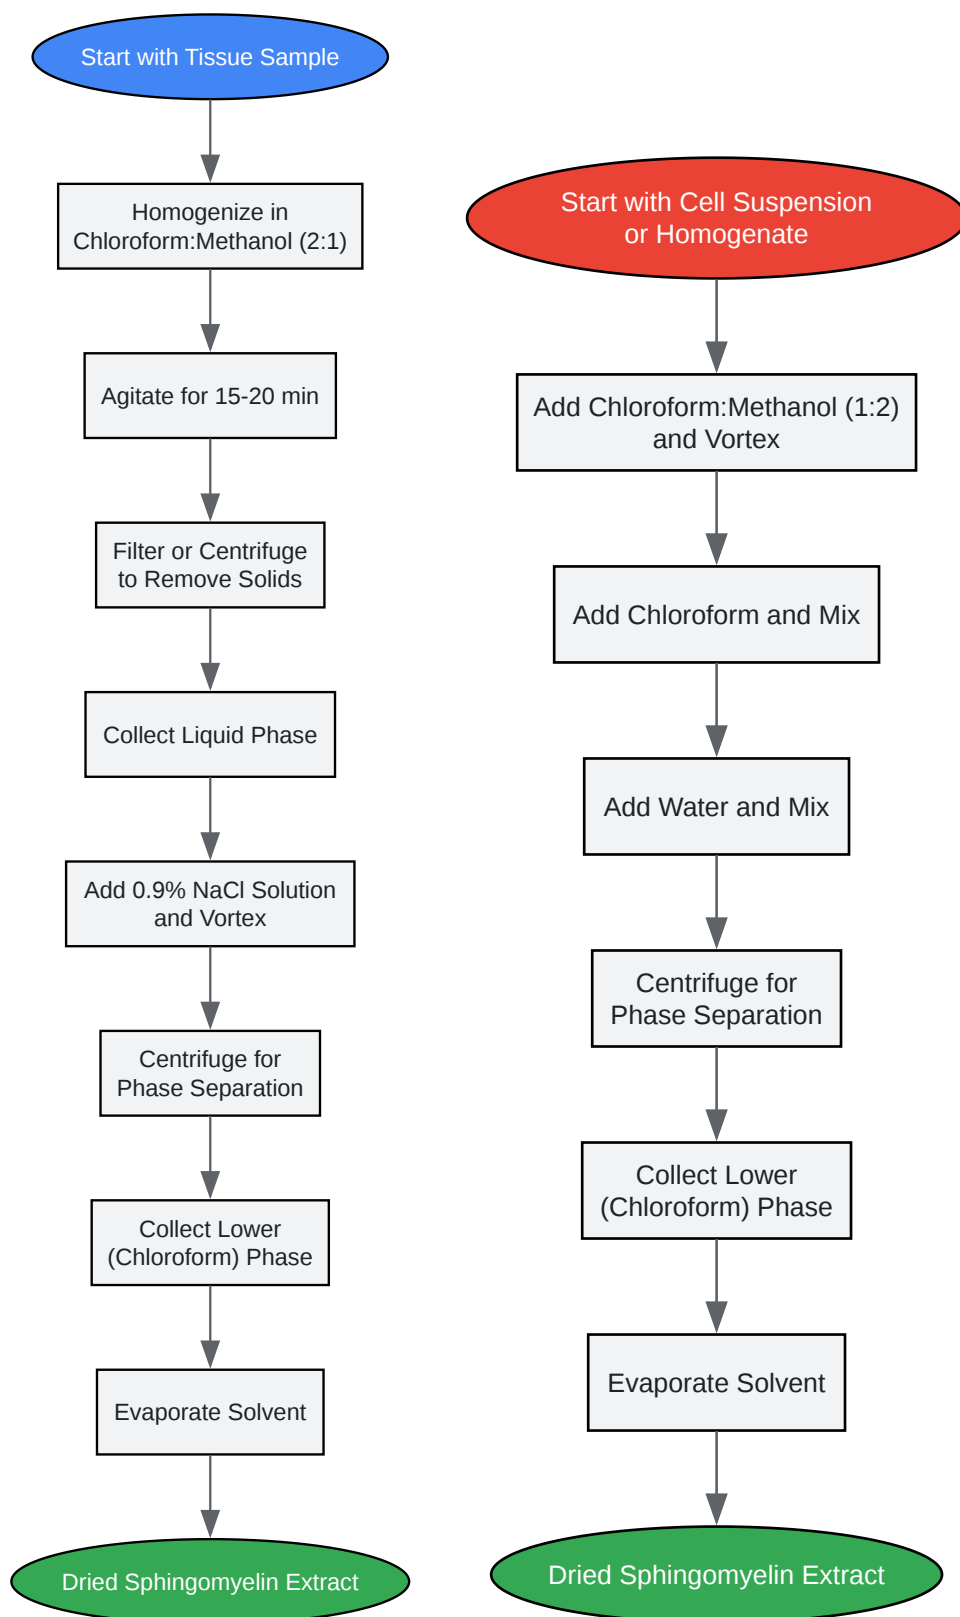 Start with Tissue Sample
Homogenize in
Chloroform:Methanol (2:1)
Agitate for 15-20 min
Filter or Centrifuge
to Remove Solids
Collect Liquid Phase
Add 0.9% NaCl Solution
and Vortex
Centrifuge for
Phase Separation
Collect Lower
(Chloroform) Phase
Evaporate Solvent
Dried Sphingomyelin Extract
Start with Cell Suspension
or Homogenate
Add Chloroform:Methanol (1:2)
and Vortex
Add Chloroform and Mix
Add Water and Mix
Centrifuge for
Phase Separation
Collect Lower
(Chloroform) Phase
Evaporate Solvent
Dried Sphingomyelin Extract